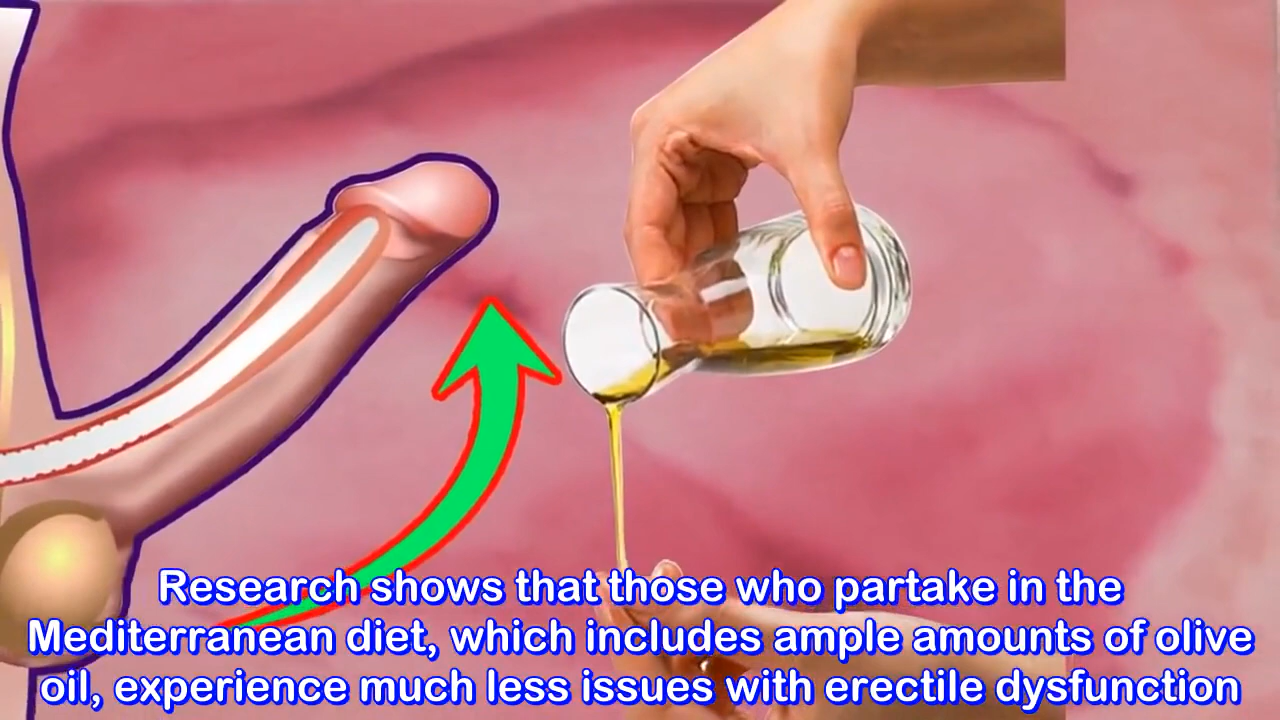 Research shows that those who partake in the
Mediterranean diet, which includes ample amounts of olive
oil, experience much less issues with erectile dysfunction